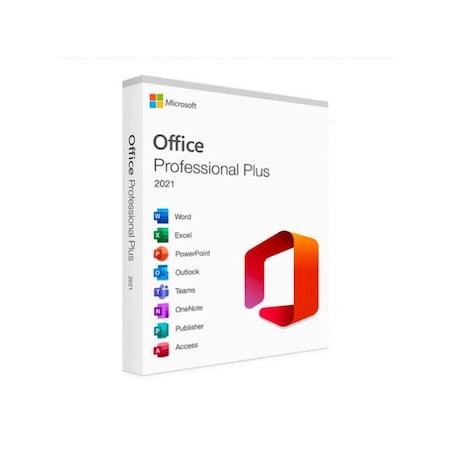 Microsoft
Office
Professional Plus
2021
Word
Excel
PowerPoint
Outlook
Teams
OneNote
Publisher
Access
Office Professional Plus 2021